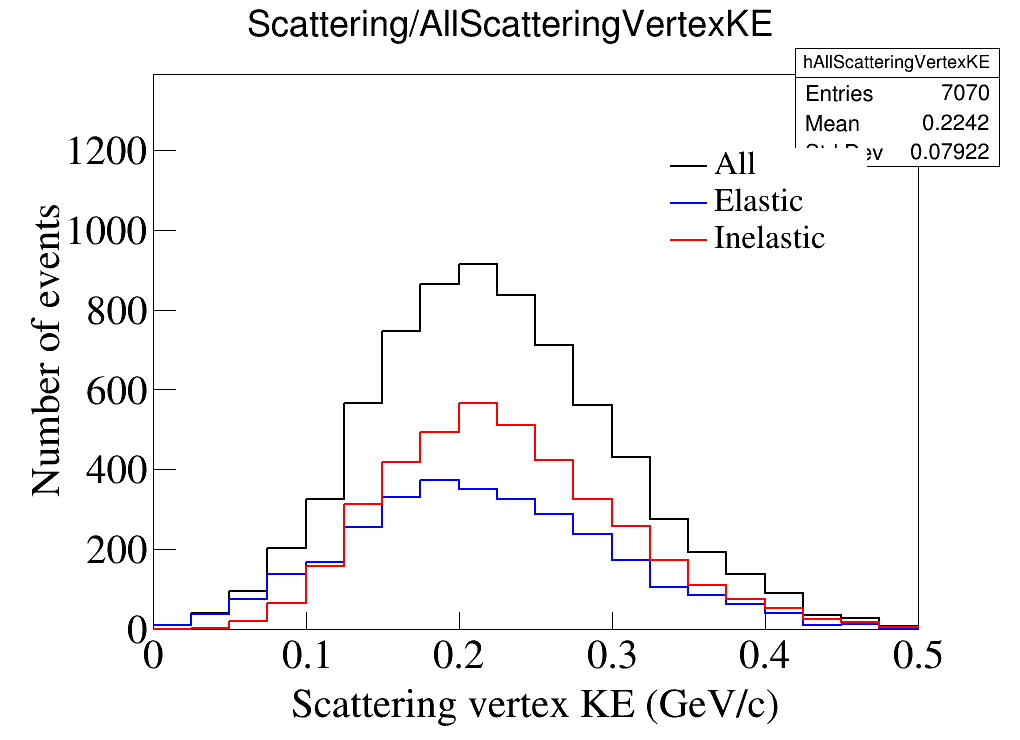 Scattering/AllScatteringVertexKE
hAllScatteringVertexKE
Entries 7070
Mean 0.2242
0.07922
All
Elastic
Inelastic
1200
1000
800
600
400
200
0
Number of events
0 0.1 0.2 0.3 0.4 0.5
Scattering vertex KE (GeV/c)